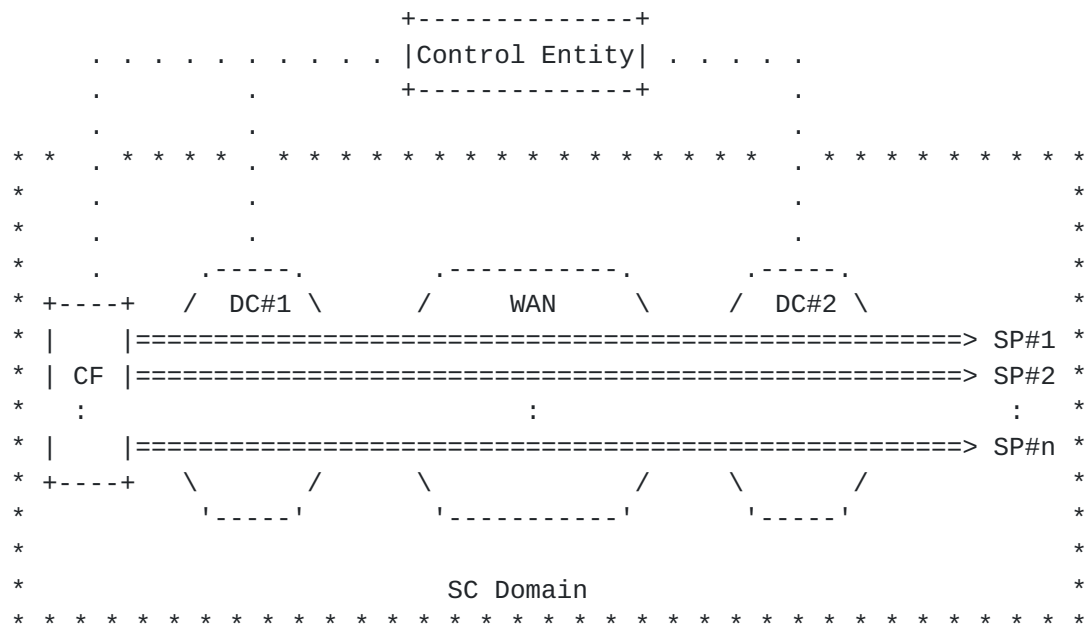 Control Entity
DC#1 WAN DC#2
SP#1
CF SP#2
: : :
SP#n
SC Domain